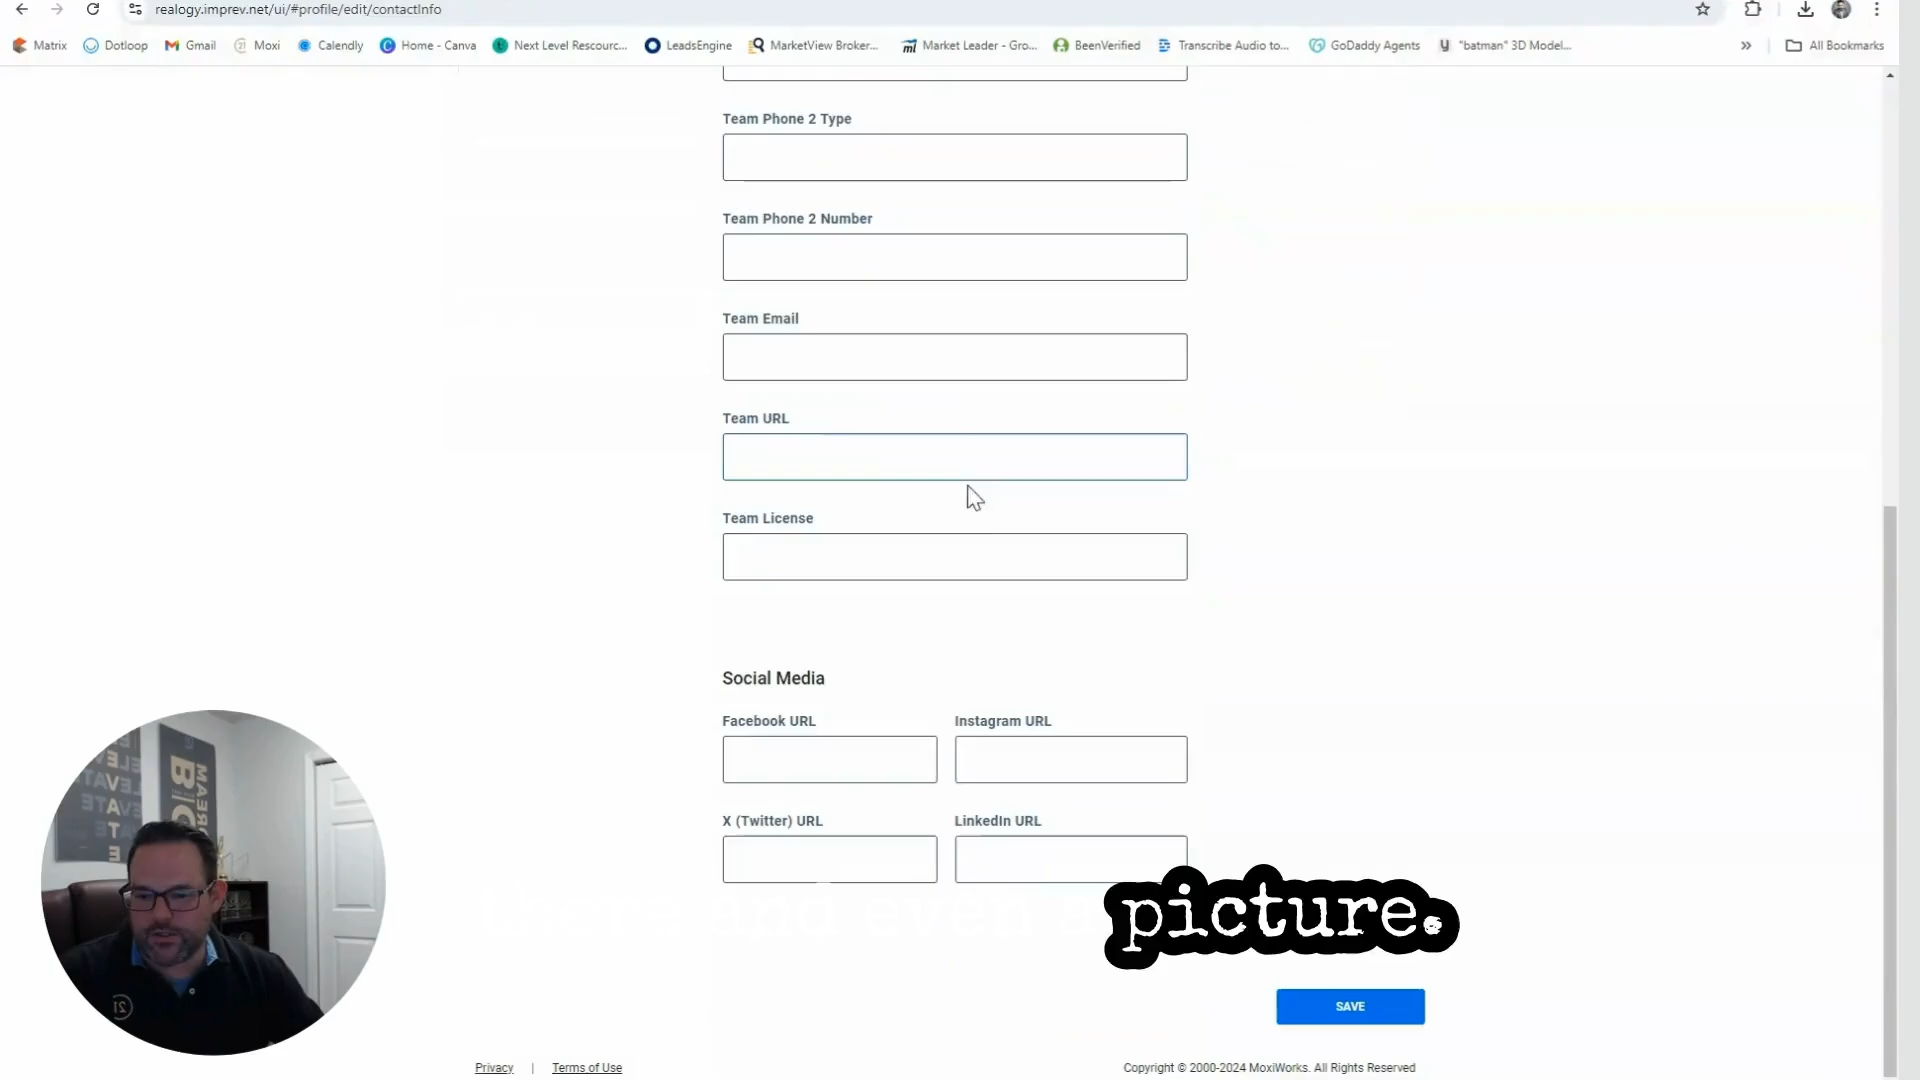 realogy.imprev.net/ui/#profile/edit/contactInfo
Matrix Dotloop Gmail Moxi Calendly Home - Canva Next Level Rescourc... LeadsEngine MarketView Broker... Market Leader - Gro... BeenVerified Transcribe Audio to... GoDaddy Agents "batman" 3D Model... » All Bookmarks
Team Phone 2 Type
Team Phone 2 Number
Team Email
Team URL
Team License
Social Media
Facebook URL Instagram URL
X (Twitter) URL LinkedIn URL
and even a picture.
SAVE
Privacy | Terms of Use Copyright © 2000-2024 MoxiWorks. All Rights Reserved